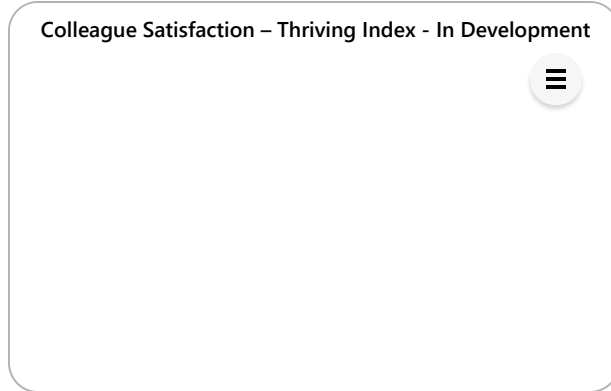 Colleague Satisfaction – Thriving Index - In Development